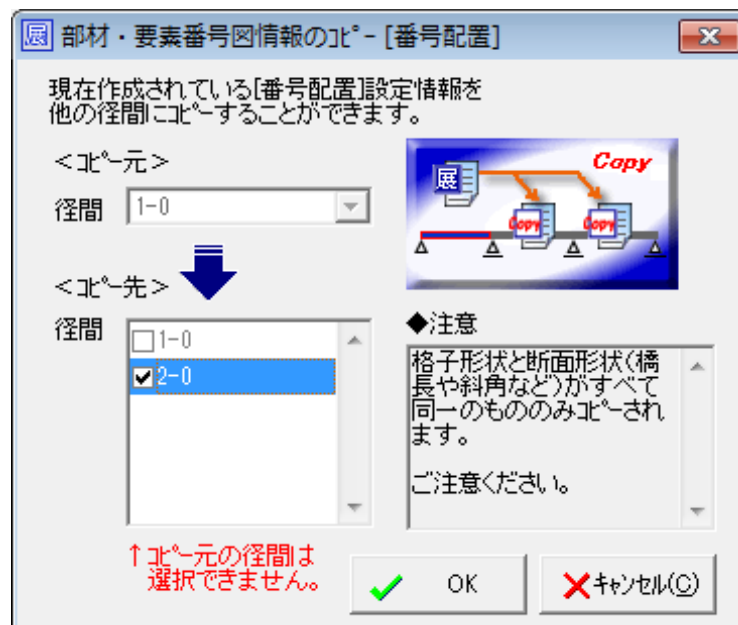 展 部材・要素番号図情報のｺﾋﾟｰ [番号配置]
現在作成されている[番号配置]設定情報を
他の径間にｺﾋﾟｰすることができます。
<ｺﾋﾟｰ元>
径間 1-0
展 Copy
Copy Copy
<ｺﾋﾟｰ先>
径間
1-0
2-0
↑ｺﾋﾟｰ元の径間は
選択できません。
◆注意
格子形状と断面形状(橋
長や斜角など)がすべて
同一のもののみｺﾋﾟｰされ
ます。
ご注意ください。
OK
ｷｬﾝｾﾙ(C)